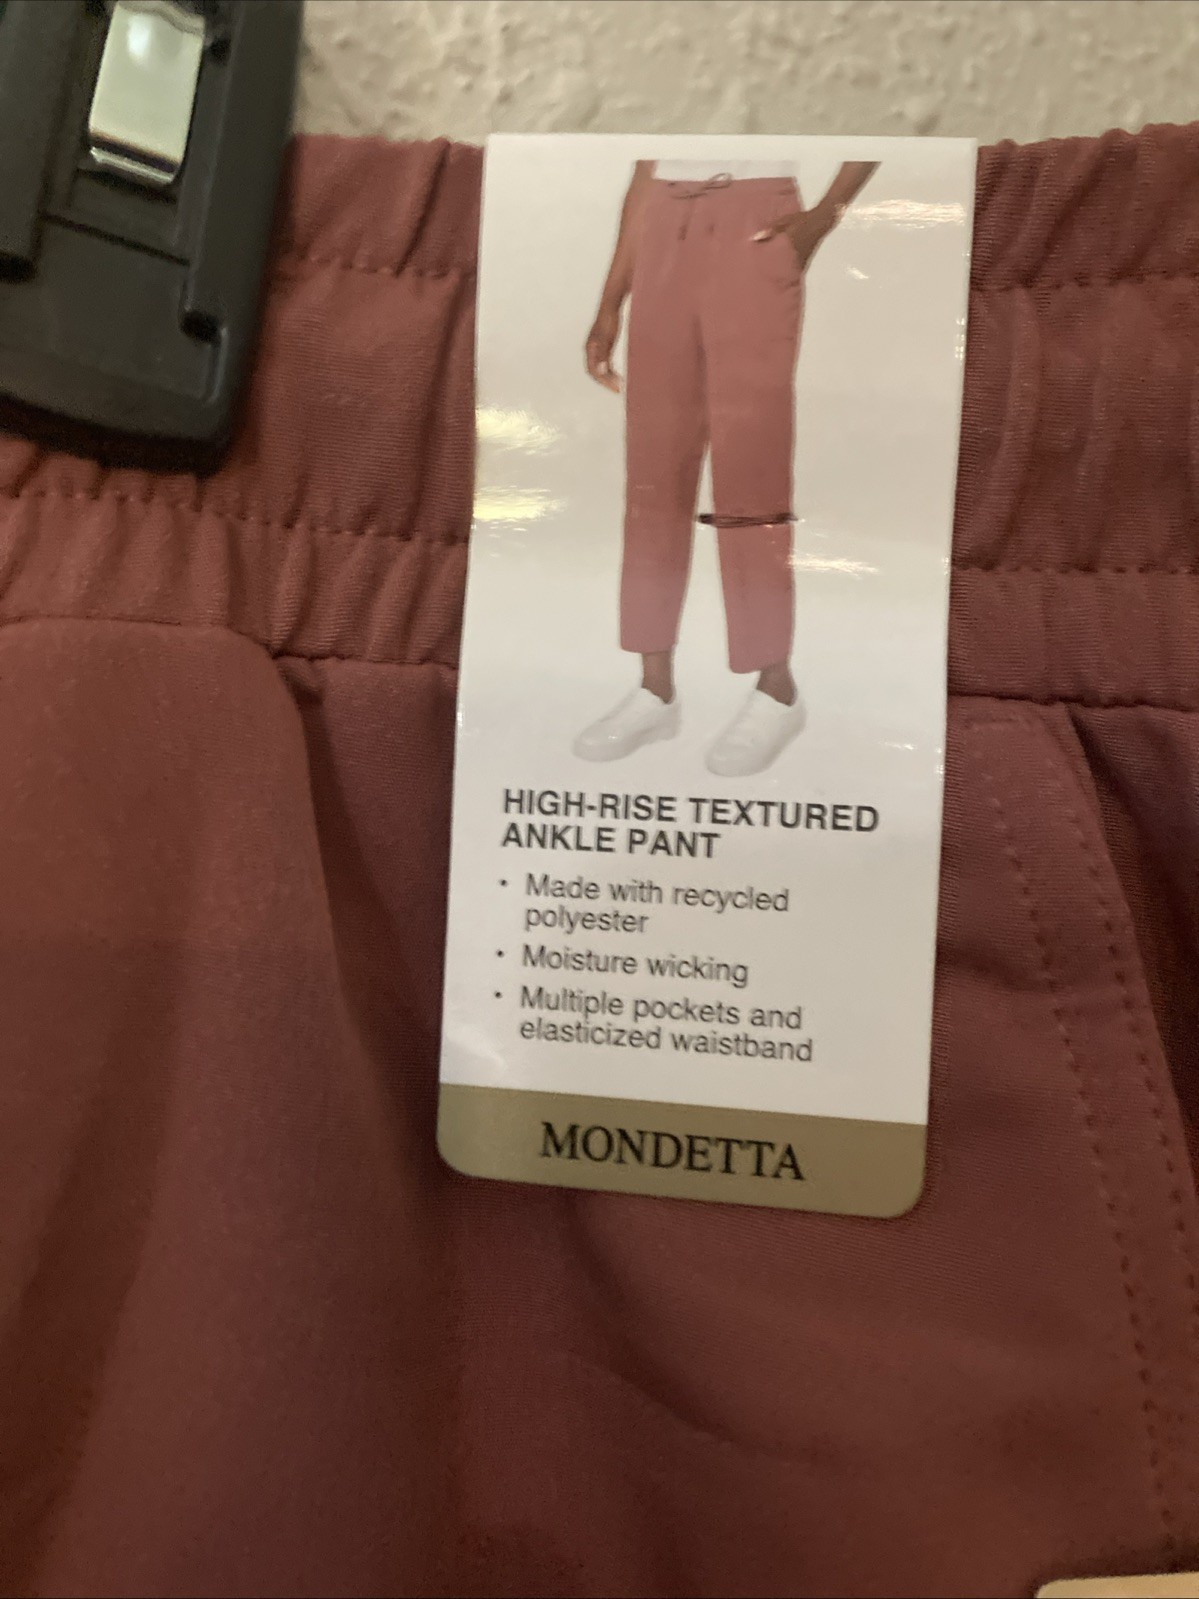 HIGH-RISE TEXTURED
ANKLE PANT
• Made with recycled
polyester
• Moisture wicking
• Multiple pockets and
elasticized waistband
MONDETTA